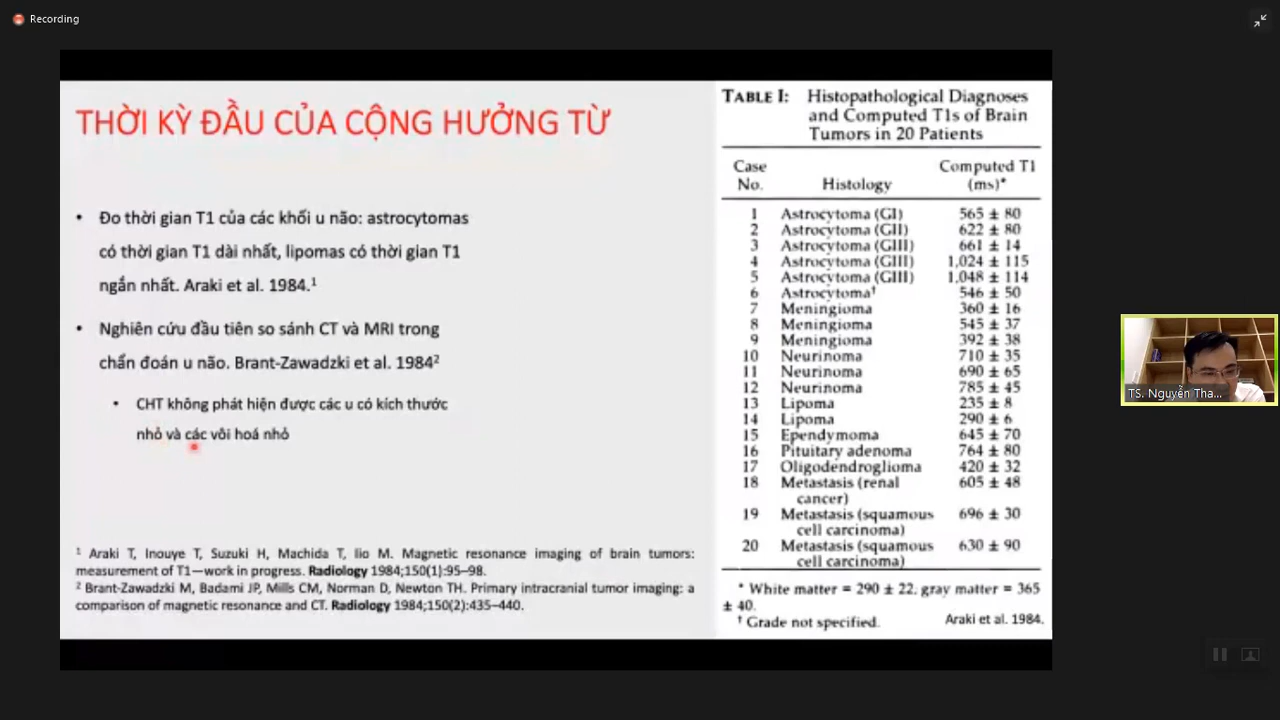 Recording
THỜI KỲ ĐẦU CỦA CỘNG HƯỞNG TỪ
• Đo thời gian T1 của các khối u não: astrocytomas
có thời gian T1 dài nhất, lipomas có thời gian T1
ngắn nhất. Araki et al. 1984.¹
• Nghiên cứu đầu tiên so sánh CT và MRI trong
chẩn đoán u não. Brant-Zawadzki et al. 1984²
• CHT không phát hiện được các u có kích thước
nhỏ và các vôi hoá nhỏ
¹ Araki T, Inouye T, Suzuki H, Machida T, Iio M. Magnetic resonance imaging of brain tumors:
measurement of T1—work in progress. Radiology 1984;150(1):95–98.
² Brant-Zawadzki M, Badami JP, Mills CM, Norman D, Newton TH. Primary intracranial tumor imaging: a
comparison of magnetic resonance and CT. Radiology 1984;150(2):435–440.
TABLE I: Histopathological Diagnoses
and Computed T1s of Brain
Tumors in 20 Patients
Case Computed T1
No. Histology (ms)*
1 Astrocytoma (GI) 565 ± 80
2 Astrocytoma (GII) 622 ± 80
3 Astrocytoma (GIII) 661 ± 14
4 Astrocytoma (GIII) 1,024 ± 115
5 Astrocytoma (GIII) 1,048 ± 114
6 Astrocytoma† 546 ± 50
7 Meningioma 360 ± 16
8 Meningioma 545 ± 37
9 Meningioma 392 ± 38
10 Neurinoma 710 ± 35
11 Neurinoma 690 ± 65
12 Neurinoma 785 ± 45
13 Lipoma 235 ± 8
14 Lipoma 290 ± 6
15 Ependymoma 645 ± 70
16 Pituitary adenoma 764 ± 80
17 Oligodendroglioma 420 ± 32
18 Metastasis (renal 605 ± 48
cancer)
19 Metastasis (squamous 696 ± 30
cell carcinoma)
20 Metastasis (squamous 630 ± 90
cell carcinoma)
* White matter = 290 ± 22, gray matter = 365
± 40.
† Grade not specified. Araki et al. 1984.
TS. Nguyễn Tha...